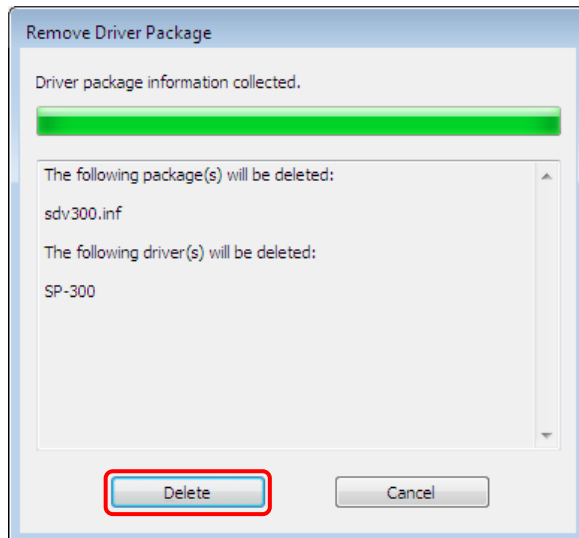 Remove Driver Package
Driver package information collected.
The following package(s) will be deleted:
sdv300.inf
The following driver(s) will be deleted:
SP-300
Delete
Cancel